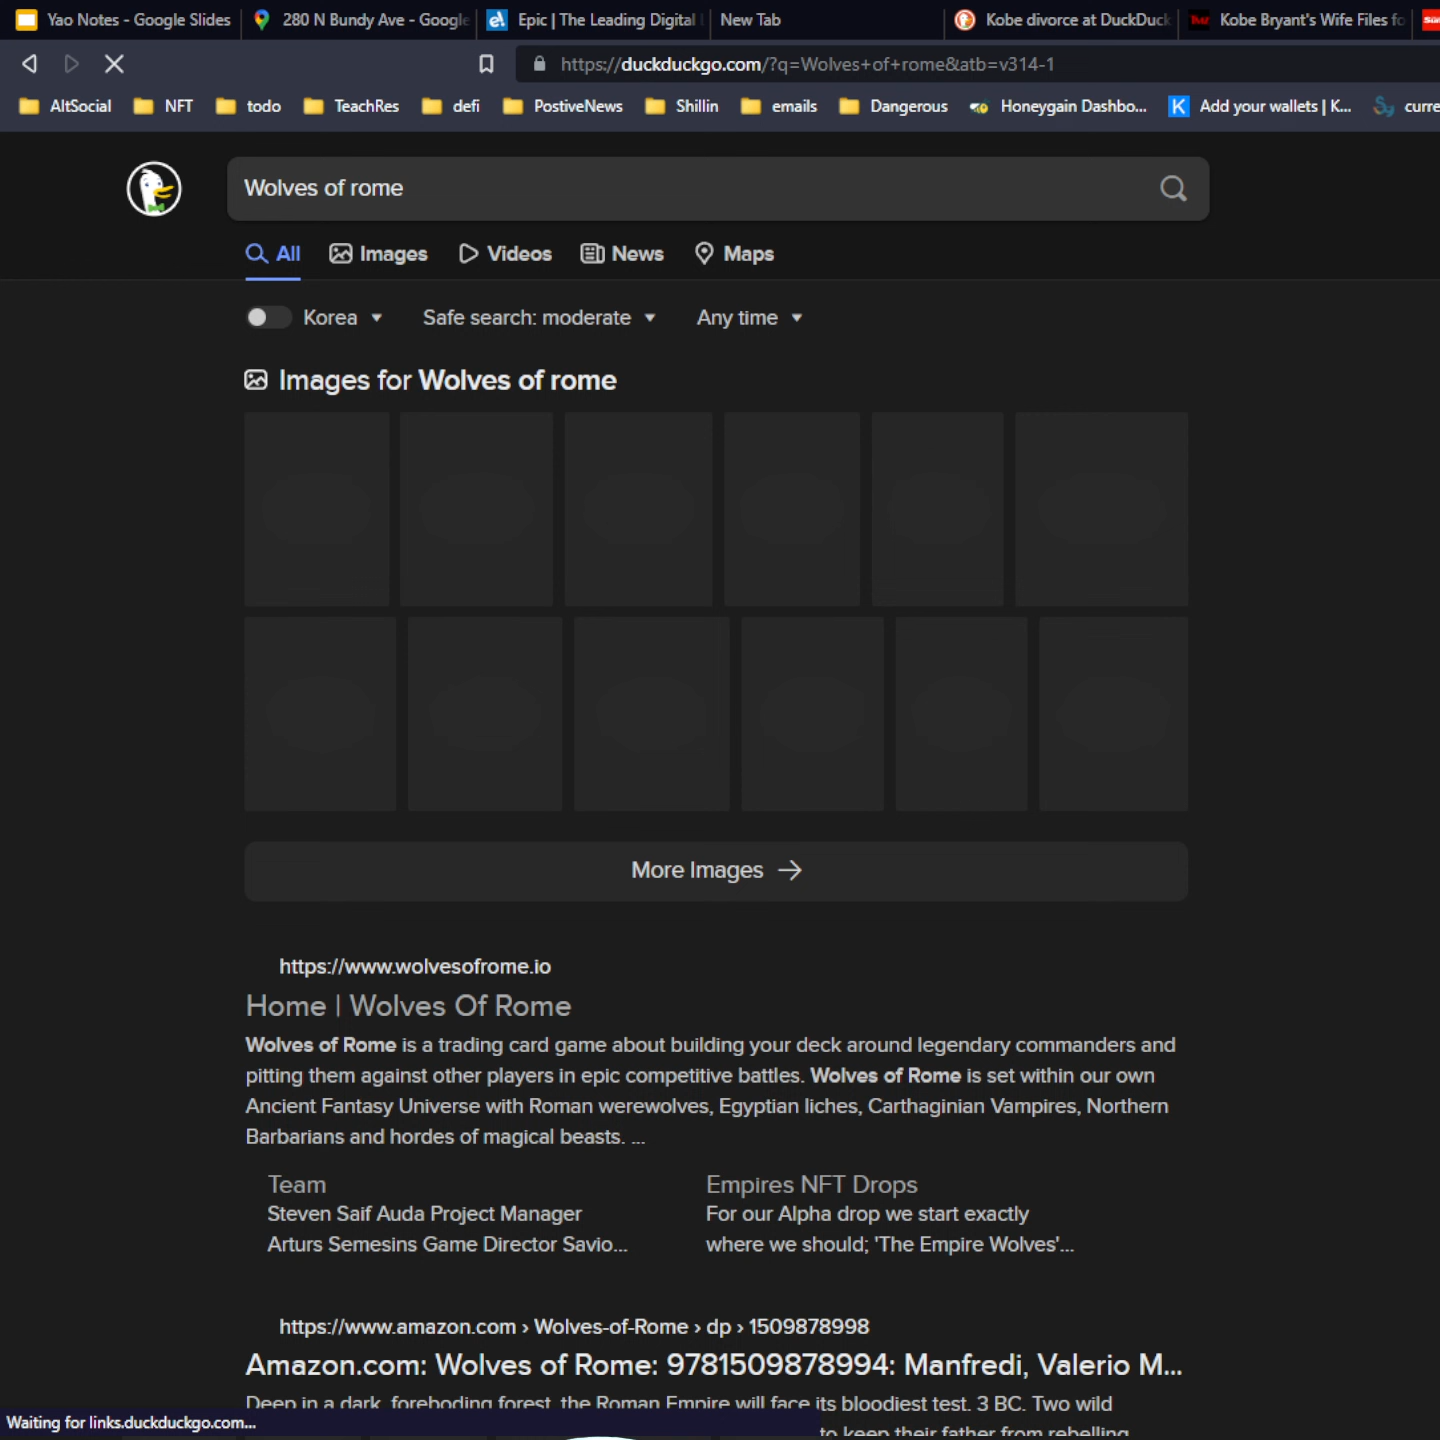 Yao Notes - Google Slides
280 N Bundy Ave - Google
Epic | The Leading Digital
New Tab
Kobe divorce at DuckDuck
Kobe Bryant's Wife Files fo
https://duckduckgo.com/?q=Wolves+of+rome&atb=v314-1
AltSocial
NFT
todo
TeachRes
defi
PostiveNews
Shillin
emails
Dangerous
Honeygain Dashbo...
Add your wallets | K...
curre
Wolves of rome
All
Images
Videos
News
Maps
Korea
Safe search: moderate
Any time
Images for Wolves of rome
More Images
https://www.wolvesofrome.io
Home | Wolves Of Rome
Wolves of Rome is a trading card game about building your deck around legendary commanders and
pitting them against other players in epic competitive battles. Wolves of Rome is set within our own
Ancient Fantasy Universe with Roman werewolves, Egyptian liches, Carthaginian Vampires, Northern
Barbarians and hordes of magical beasts. ...
Team
Steven Saif Auda Project Manager
Arturs Semesins Game Director Savio...
Empires NFT Drops
For our Alpha drop we start exactly
where we should; 'The Empire Wolves'...
https://www.amazon.com › Wolves-of-Rome › dp › 1509878998
Amazon.com: Wolves of Rome: 9781509878994: Manfredi, Valerio M...
Deep in a dark, foreboding forest, the Roman Empire will face its bloodiest test. 3 BC. Two wild
to keep their father from rebelling
Waiting for links.duckduckgo.com...